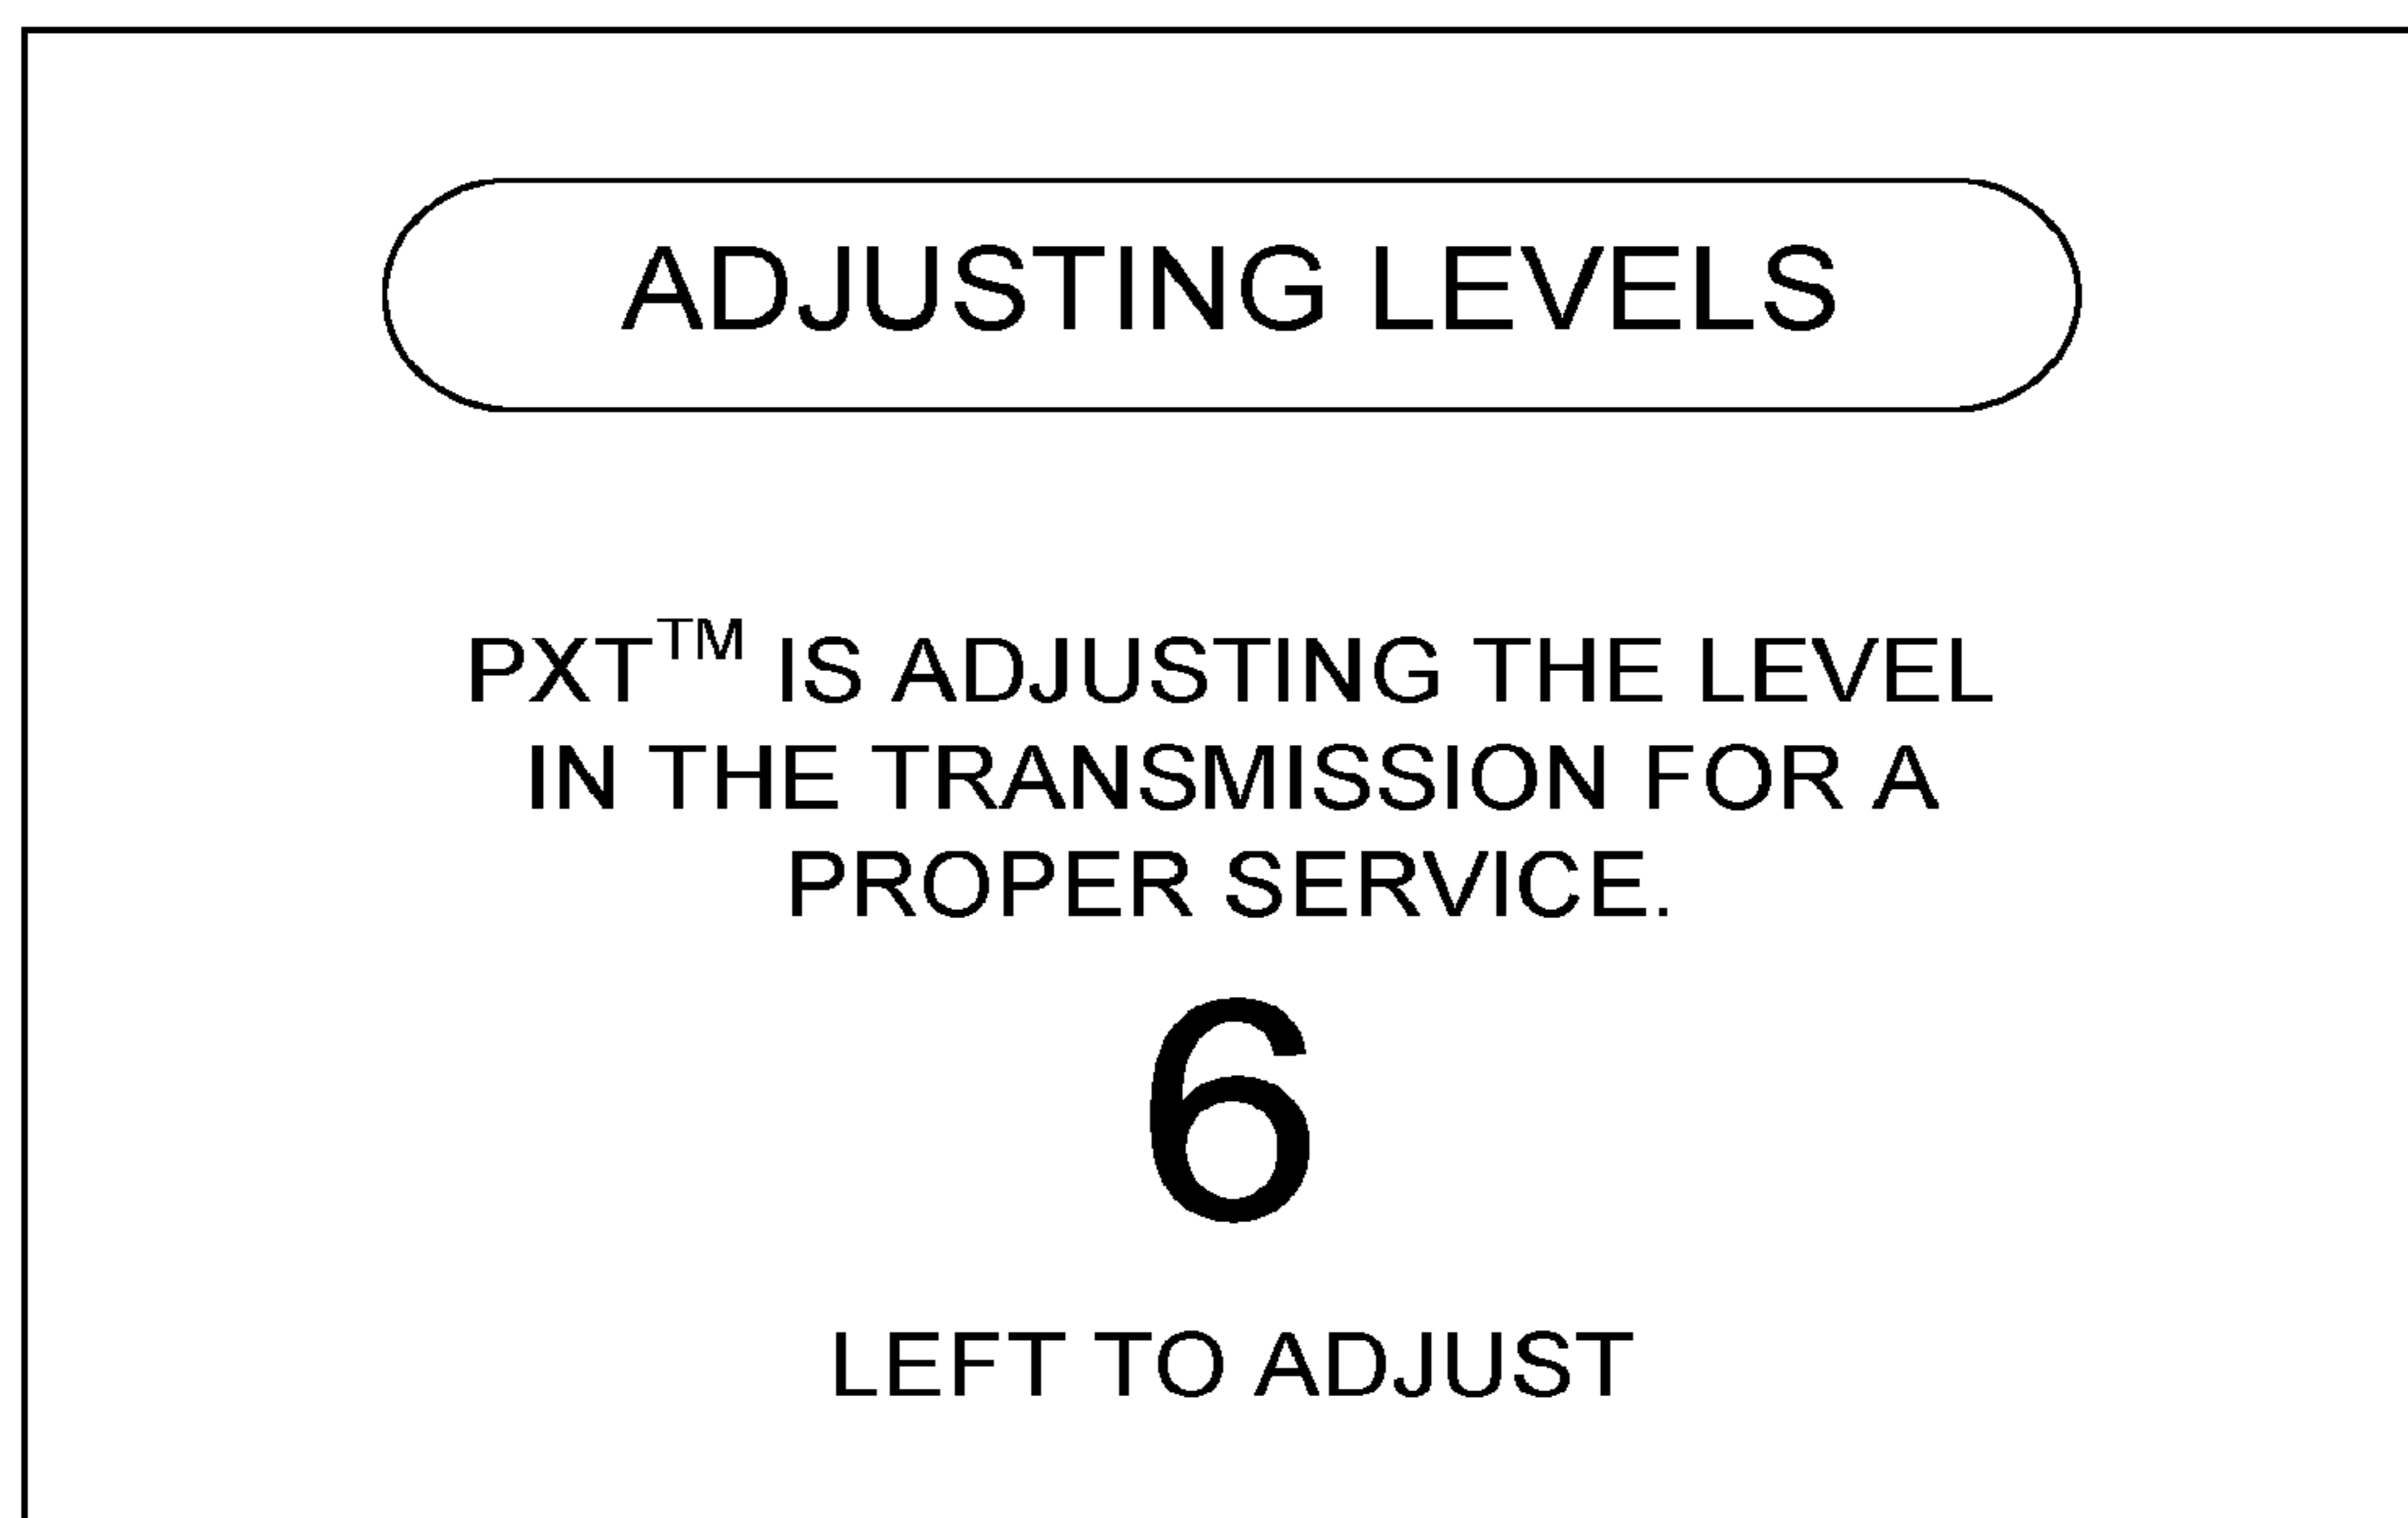 ADJUSTING LEVELS
PXT™ IS ADJUSTING THE LEVEL
IN THE TRANSMISSION FOR A
PROPER SERVICE.
6
LEFT TO ADJUST